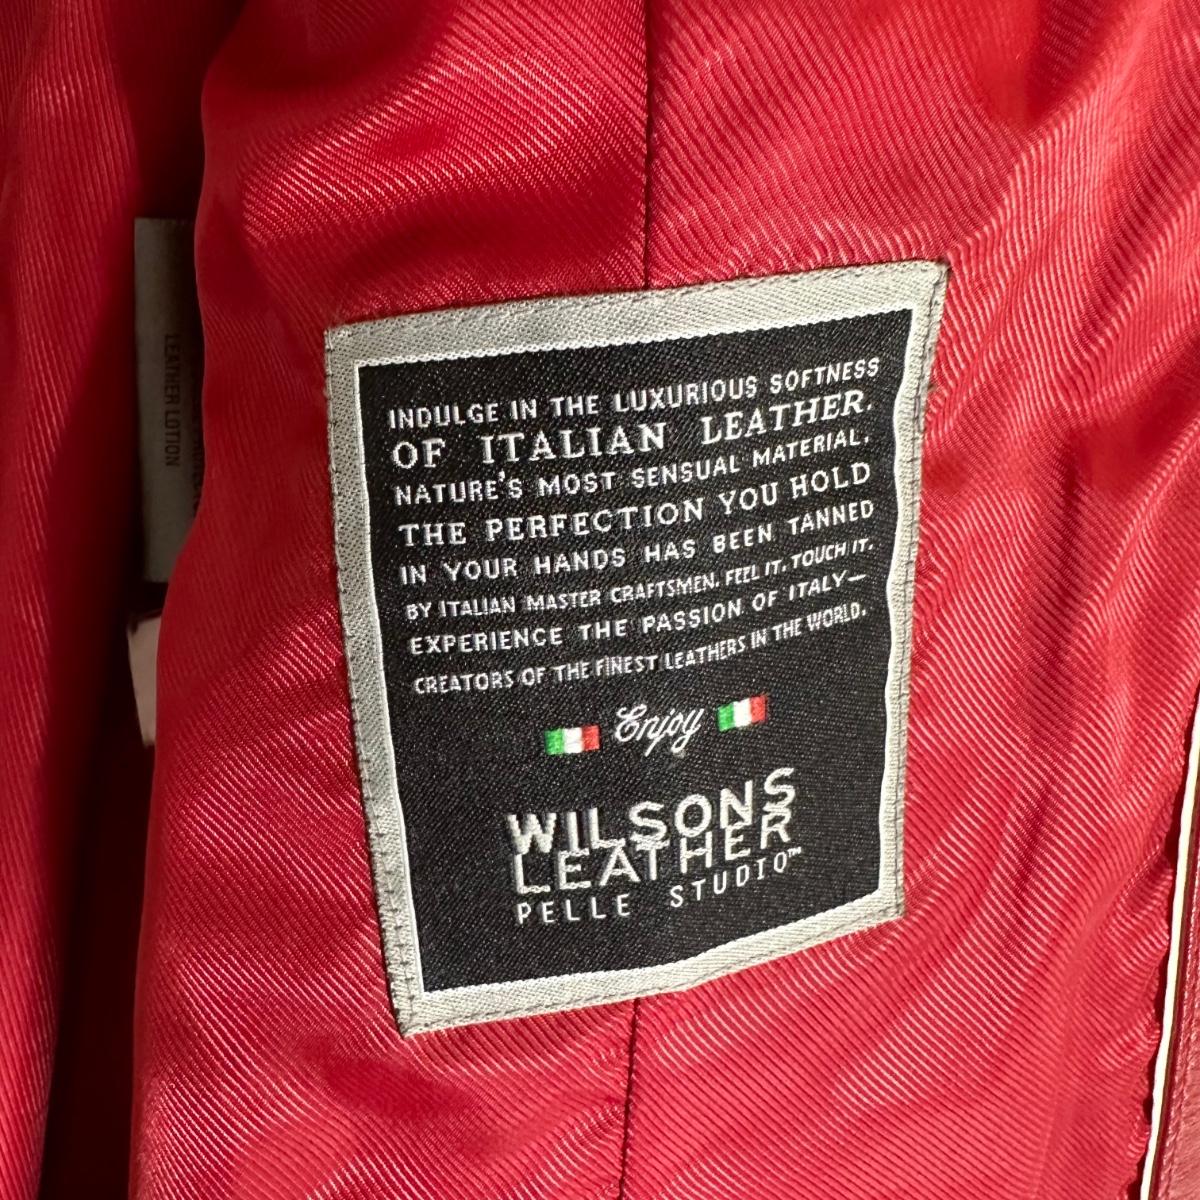 INDULGE IN THE LUXURIOUS SOFTNESS
OF ITALIAN LEATHER,
NATURE'S MOST SENSUAL MATERIAL.
THE PERFECTION YOU HOLD
IN YOUR HANDS HAS BEEN TANNED
BY ITALIAN MASTER CRAFTSMEN. FEEL IT. TOUCH IT.
EXPERIENCE THE PASSION OF ITALY—
CREATORS OF THE FINEST LEATHERS IN THE WORLD.
Enjoy
WILSONS
LEATHER
PELLE STUDIO™
LEATHER LOTION